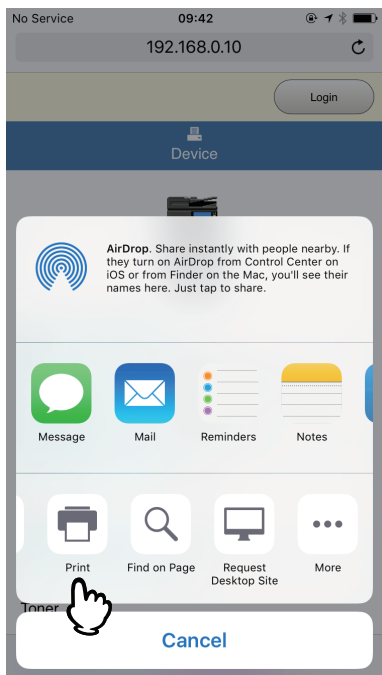 No Service 09:42
192.168.0.10
Login
Device
AirDrop. Share instantly with people nearby. If
they turn on AirDrop from Control Center on
iOS or from Finder on the Mac, you'll see their
names here. Just tap to share.
Message Mail Reminders Notes
Print Find on Page Request
Desktop Site More
Toner
Cancel